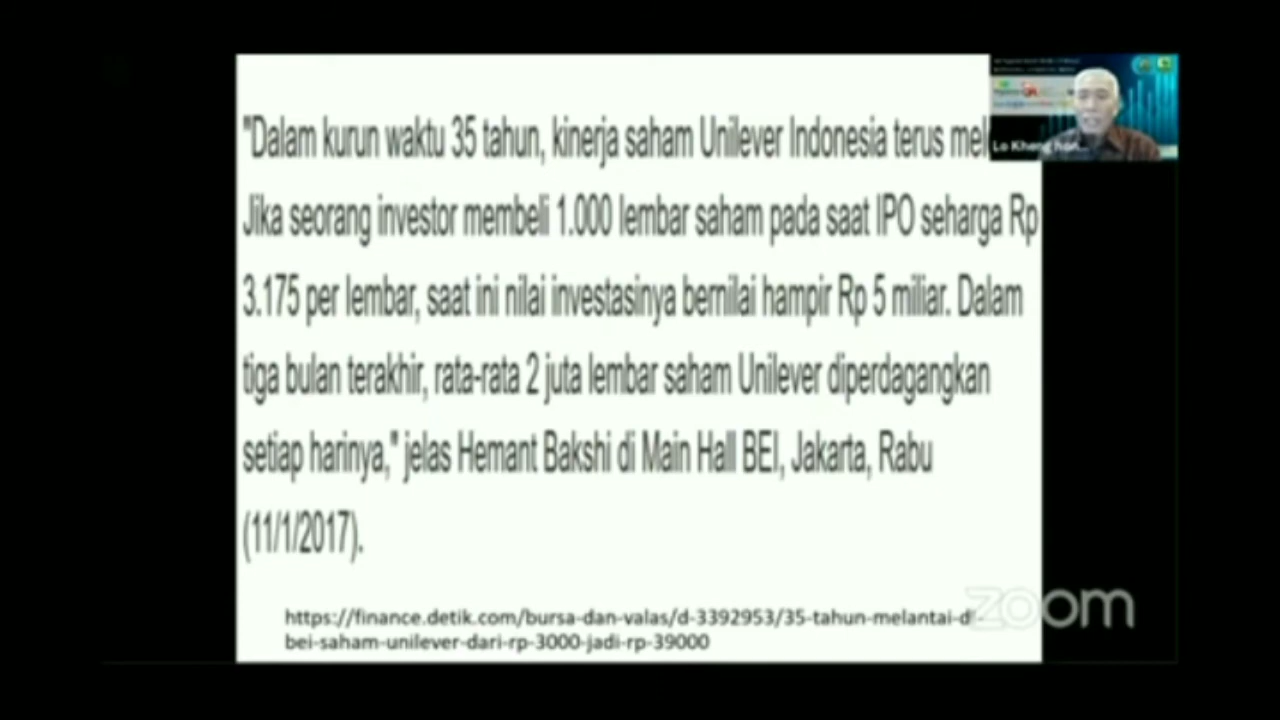 "Dalam kurun waktu 35 tahun, kinerja saham Unilever Indonesia terus
Jika seorang investor membeli 1.000 lembar saham pada saat IPO seharga Rp
3.175 per lembar, saat ini nilai investasinya bernilai hampir Rp 5 miliar. Dalam
tiga bulan terakhir, rata-rata 2 juta lembar saham Unilever diperdagangkan
setiap harinya," jelas Hemant Bakshi di Main Hall BEI, Jakarta, Rabu
(11/1/2017).
https://finance.detik.com/bursa-dan-valas/d-3392953/35-tahun-melantai-di-
bei-saham-unilever-dari-rp-3000-jadi-rp-39000
Lo Kheng hon...
zoom